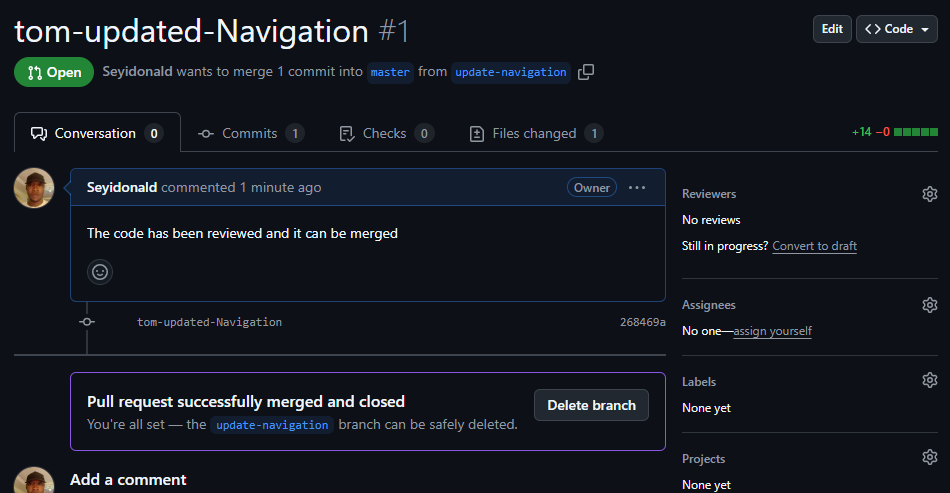 tom-updated-Navigation #1
Edit
Code
Open
Seyidonald wants to merge 1 commit into master from update-navigation
Conversation 0
Commits 1
Checks 0
Files changed 1
+14 −0
Seyidonald commented 1 minute ago
Owner
The code has been reviewed and it can be merged
tom-updated-Navigation
268469a
Pull request successfully merged and closed
You're all set — the update-navigation branch can be safely deleted.
Delete branch
Add a comment
Reviewers
No reviews
Still in progress? Convert to draft
Assignees
No one—assign yourself
Labels
None yet
Projects
None yet